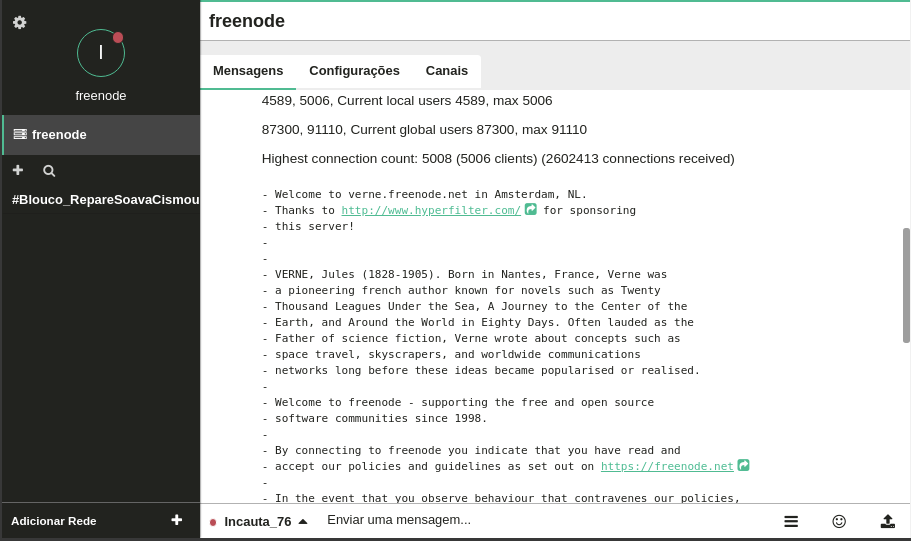 I
freenode
freenode
#Blouco_RepareSoavaCismou
Adicionar Rede
freenode
Mensagens Configurações Canais
4589, 5006, Current local users 4589, max 5006
87300, 91110, Current global users 87300, max 91110
Highest connection count: 5008 (5006 clients) (2602413 connections received)
- Welcome to verne.freenode.net in Amsterdam, NL.
- Thanks to http://www.hyperfilter.com/ for sponsoring
- this server!
-
-
- VERNE, Jules (1828-1905). Born in Nantes, France, Verne was
- a pioneering french author known for novels such as Twenty
- Thousand Leagues Under the Sea, A Journey to the Center of the
- Earth, and Around the World in Eighty Days. Often lauded as the
- Father of science fiction, Verne wrote about concepts such as
- space travel, skyscrapers, and worldwide communications
- networks long before these ideas became popularised or realised.
-
- Welcome to freenode - supporting the free and open source
- software communities since 1998.
-
- By connecting to freenode you indicate that you have read and
- accept our policies and guidelines as set out on https://freenode.net
-
- In the event that you observe behaviour that contravenes our policies,
Incauta_76 Enviar uma mensagem...